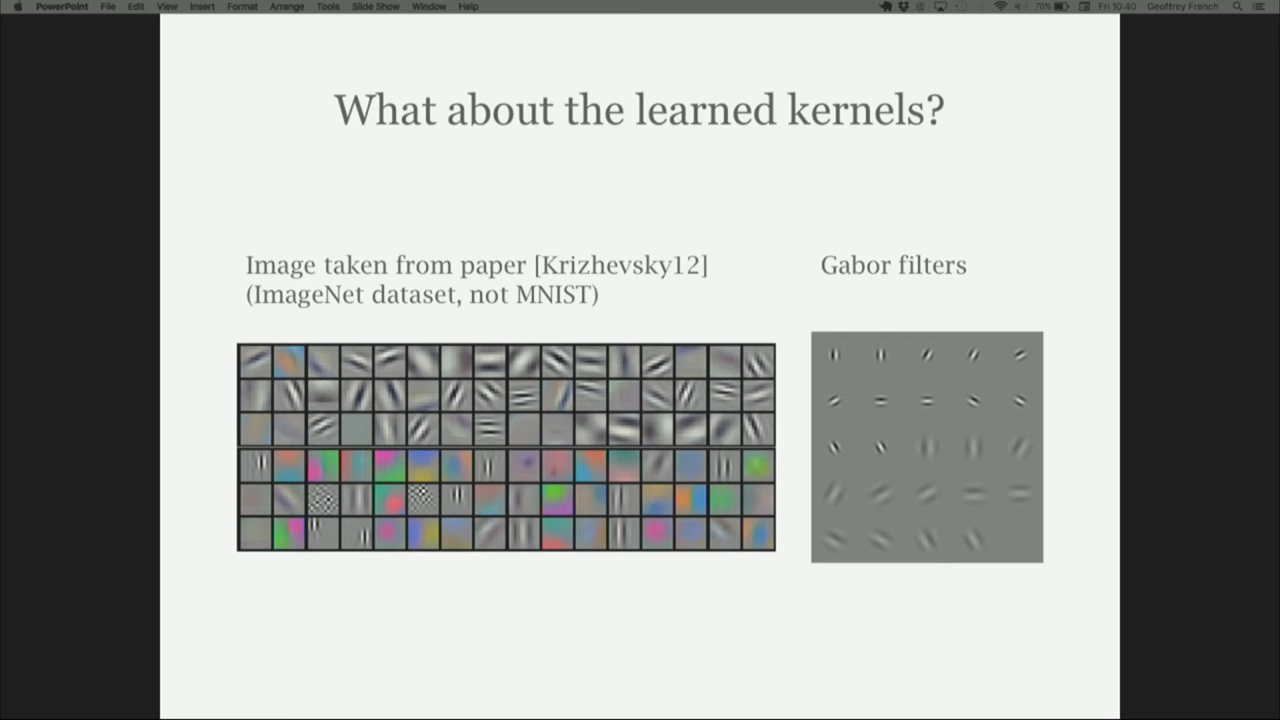 PowerPoint File Edit View Insert Format Arrange Tools Slide Show Window Help 70% Fri 10:40 Geoffrey French
What about the learned kernels?
Image taken from paper [Krizhevsky12]
(ImageNet dataset, not MNIST)
Gabor filters